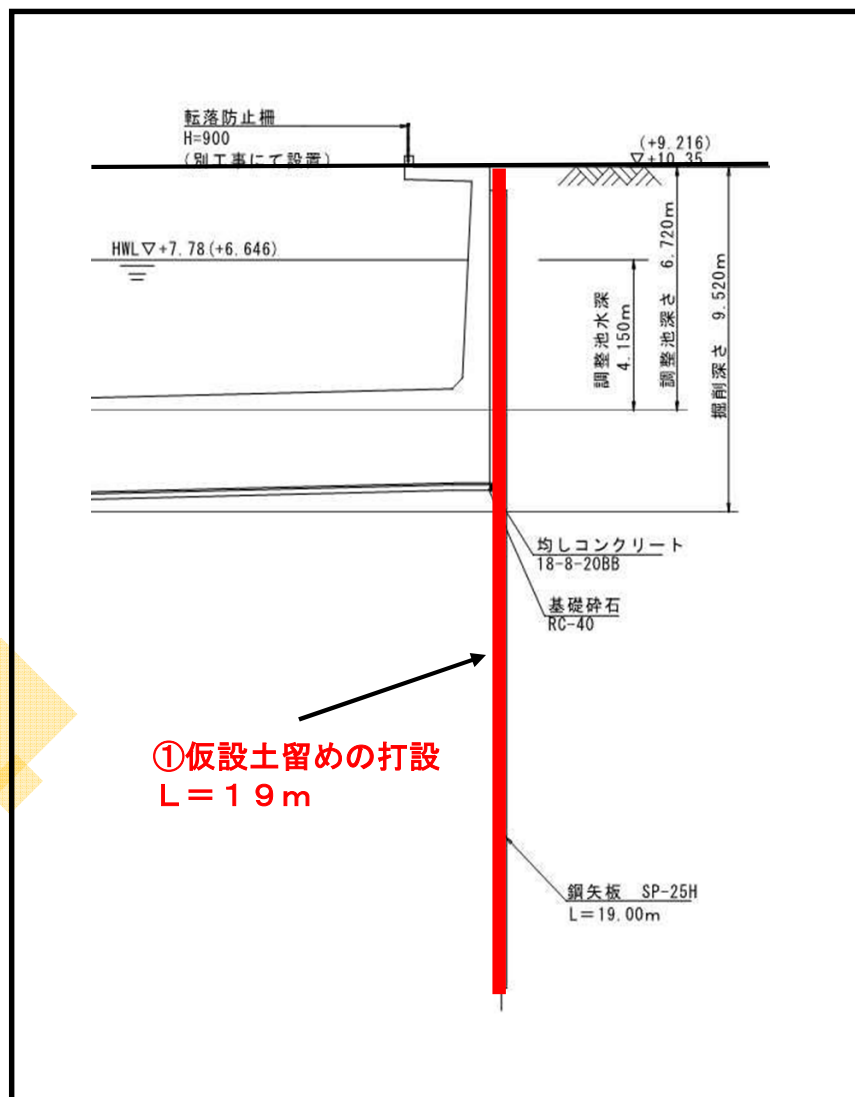 転落防止柵
H=900
(別工事にて設置)
(+9.216)
▽+10.35
HWL▽+7.78(+6.646)
調整池水深
4.150m
調整池深さ 6.720m
掘削深さ 9.520m
均しコンクリート
18-8-20BB
基礎砕石
RC-40
①仮設土留めの打設
L=19m
鋼矢板 SP-25H
L=19.00m